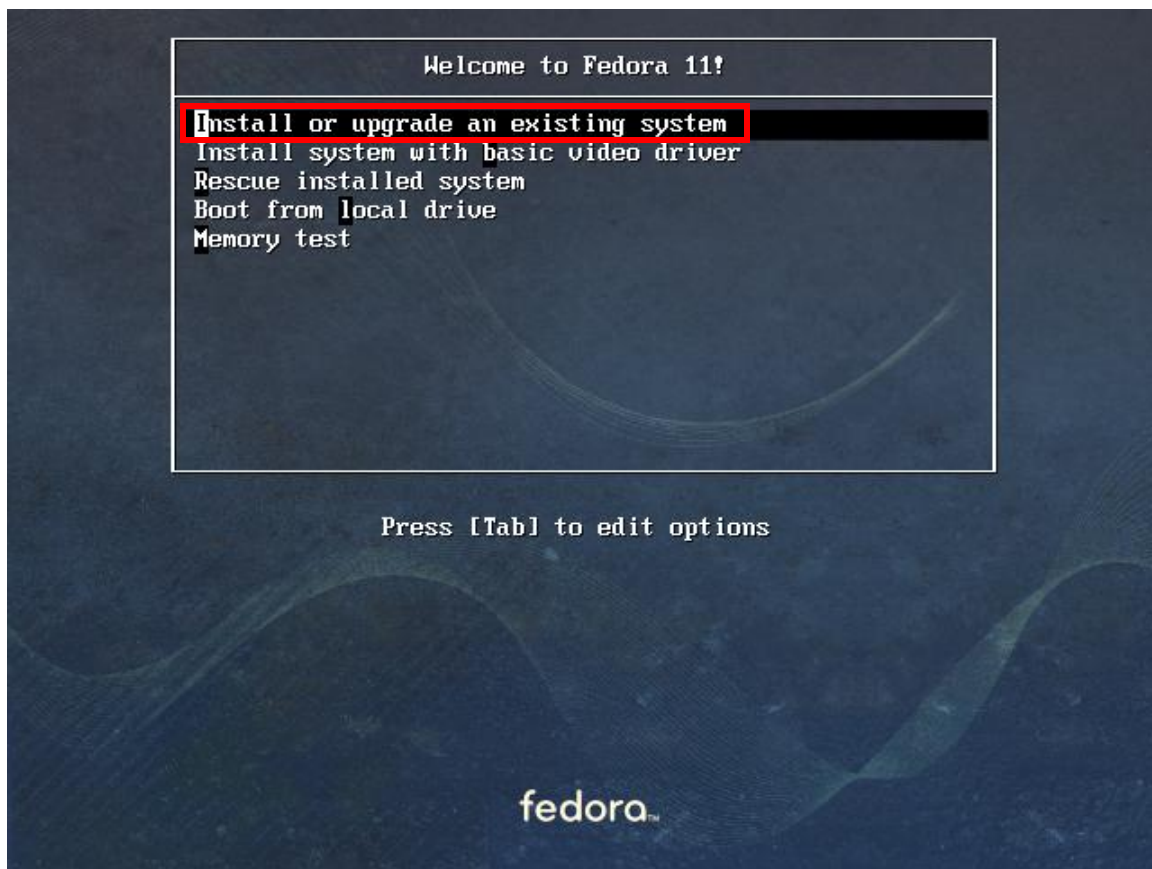 Welcome to Fedora 11!
Install or upgrade an existing system
Install system with basic video driver
Rescue installed system
Boot from local drive
Memory test
Press [Tab] to edit options
fedora™